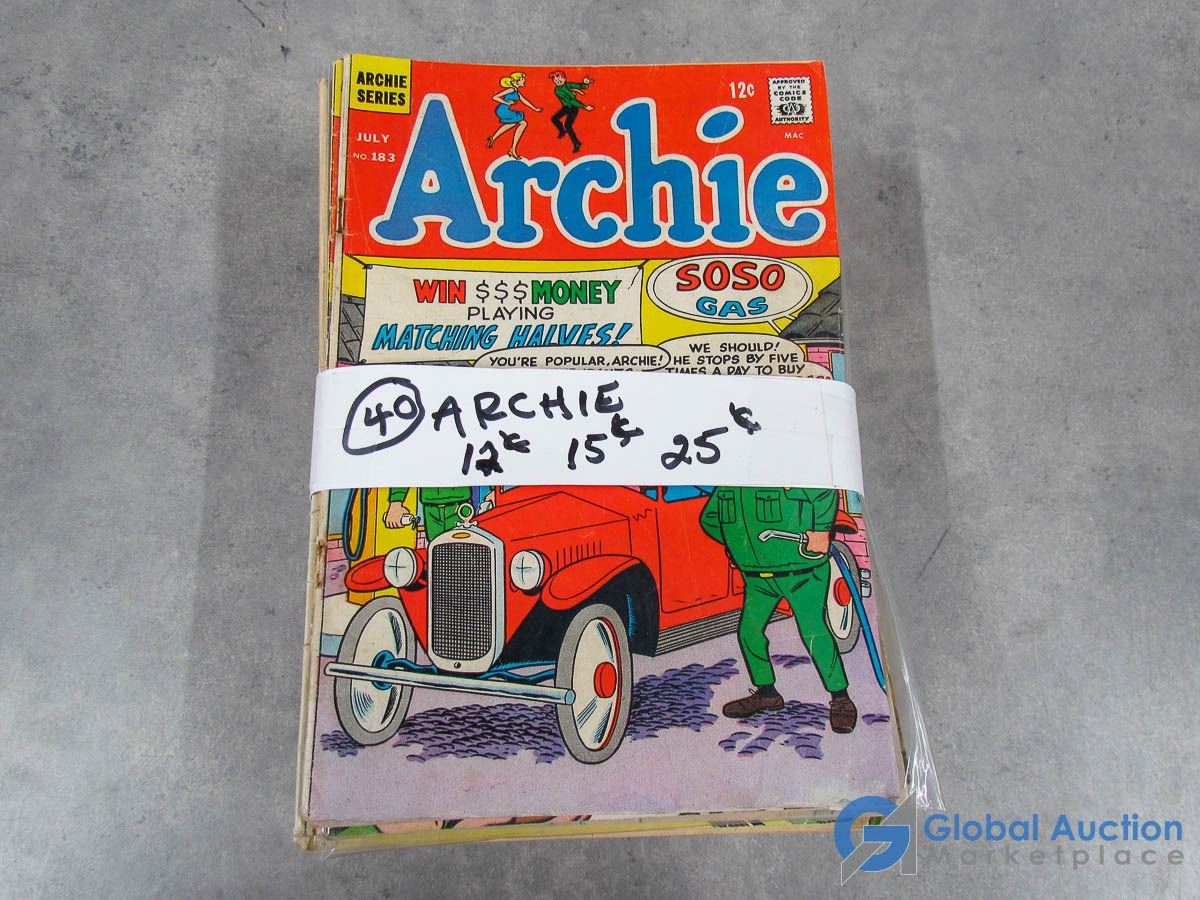 ARCHIE
SERIES
12¢
APPROVED
BY THE
COMICS
CODE
AUTHORITY
MAC
JULY
NO. 183
Archie
WIN $$$ MONEY
PLAYING
MATCHING HALVES!
SOSO
GAS
YOU'RE POPULAR, ARCHIE!
WE SHOULD!
HE STOPS BY FIVE
TIMES A DAY TO BUY
40 ARCHIE
12¢ 15¢ 25¢
Global Auction
Marketplace